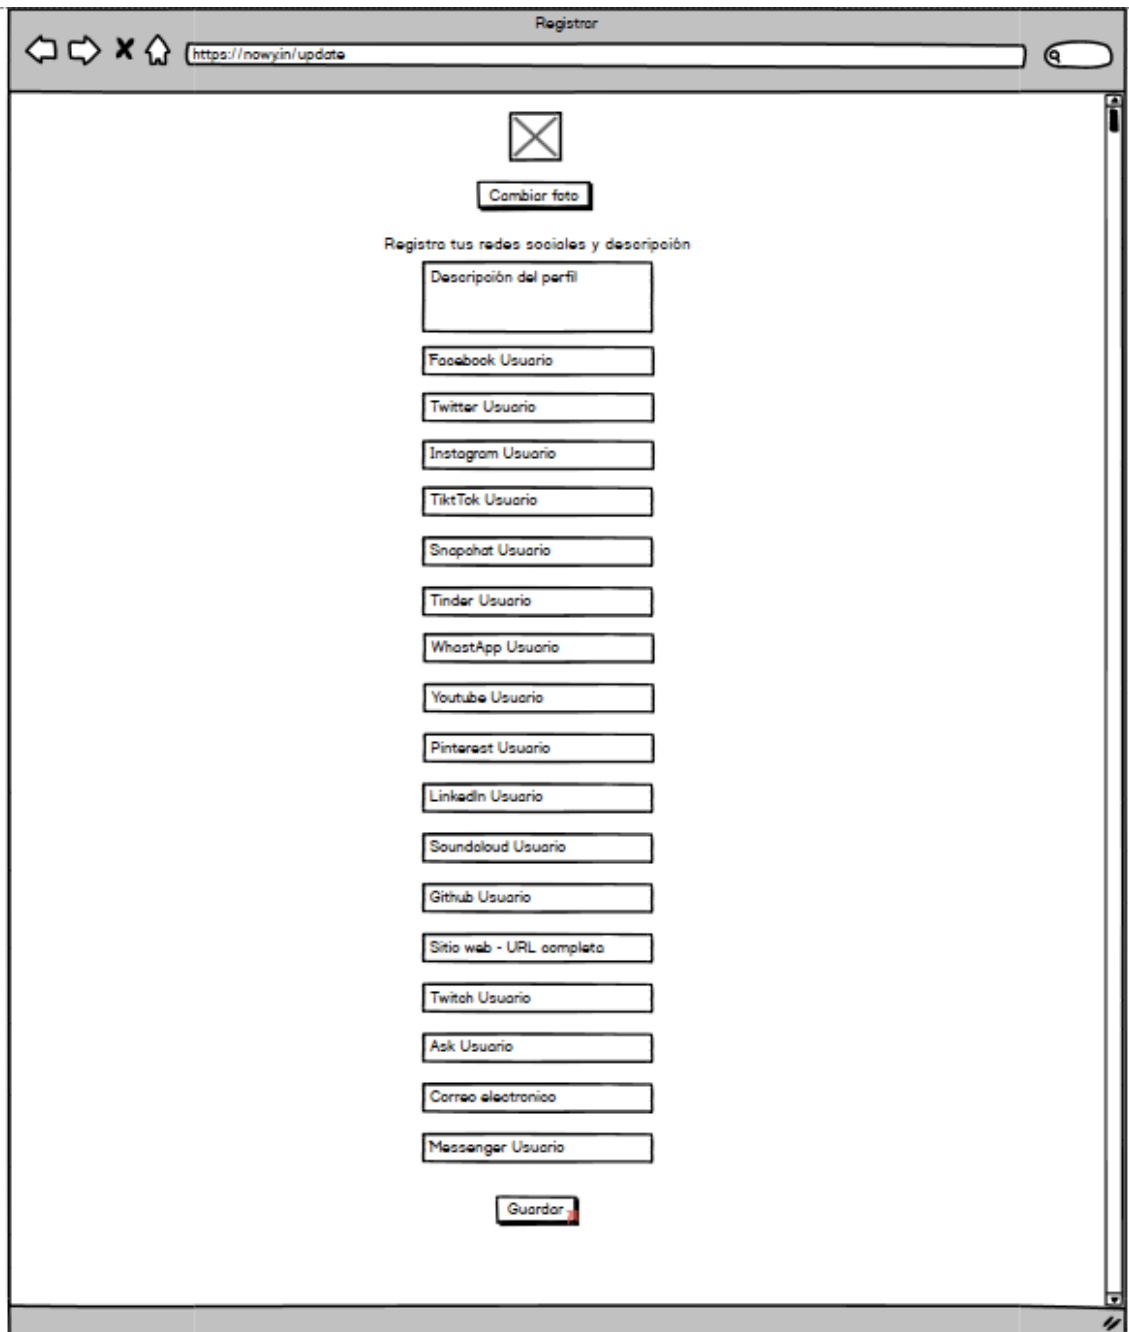 Registrar
https://nowy.in/update
Cambiar foto
Registra tus redes sociales y descripción
Descripción del perfil
Facebook Usuario
Twitter Usuario
Instagram Usuario
TiktTok Usuario
Snapchat Usuario
Tinder Usuario
WhastApp Usuario
Youtube Usuario
Pinterest Usuario
LinkedIn Usuario
Soundcloud Usuario
Github Usuario
Sitio web - URL completa
Twitch Usuario
Ask Usuario
Correo electronico
Messenger Usuario
Guardar